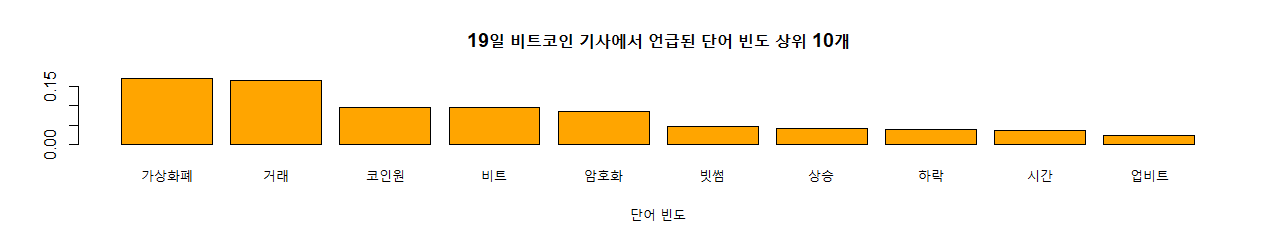 19일 비트코인 기사에서 언급된 단어 빈도 상위 10개
0.15
0.00
가상화폐 거래 코인원 비트 암호화 빗썸 상승 하락 시간 업비트
단어 빈도